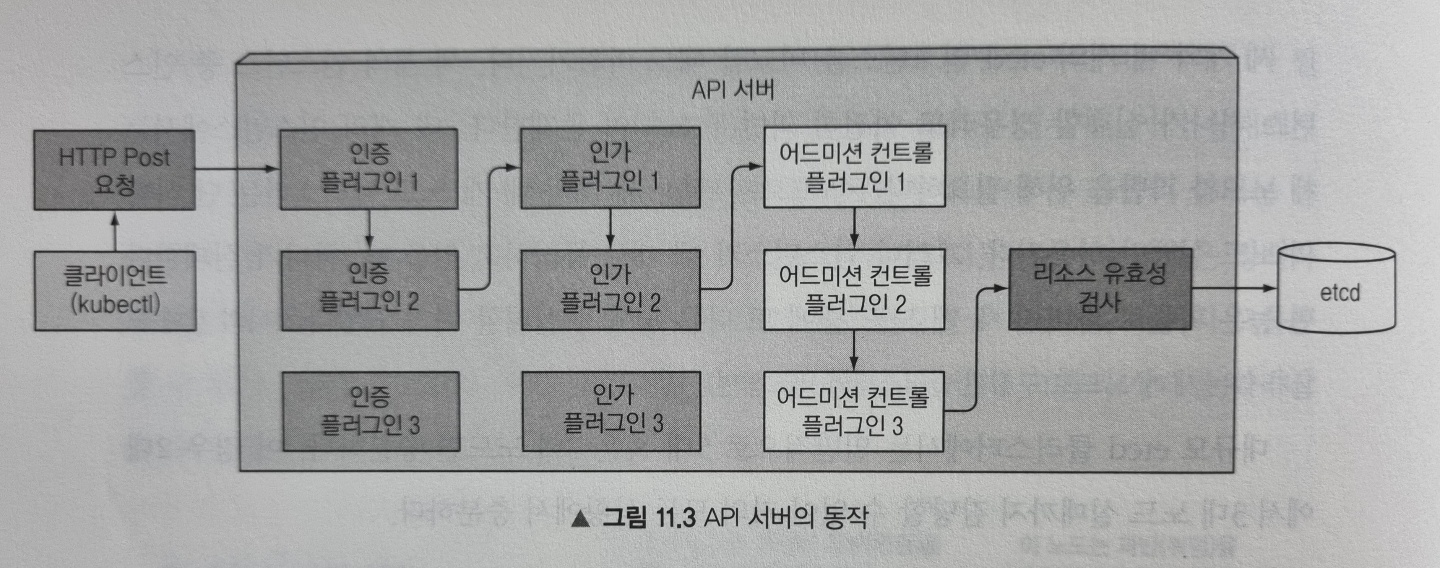 API 서버
HTTP Post
요청
클라이언트
(kubectl)
인증
플러그인 1
인증
플러그인 2
인증
플러그인 3
인가
플러그인 1
인가
플러그인 2
인가
플러그인 3
어드미션 컨트롤
플러그인 1
어드미션 컨트롤
플러그인 2
어드미션 컨트롤
플러그인 3
리소스 유효성
검사
etcd
▲ 그림 11.3 API 서버의 동작